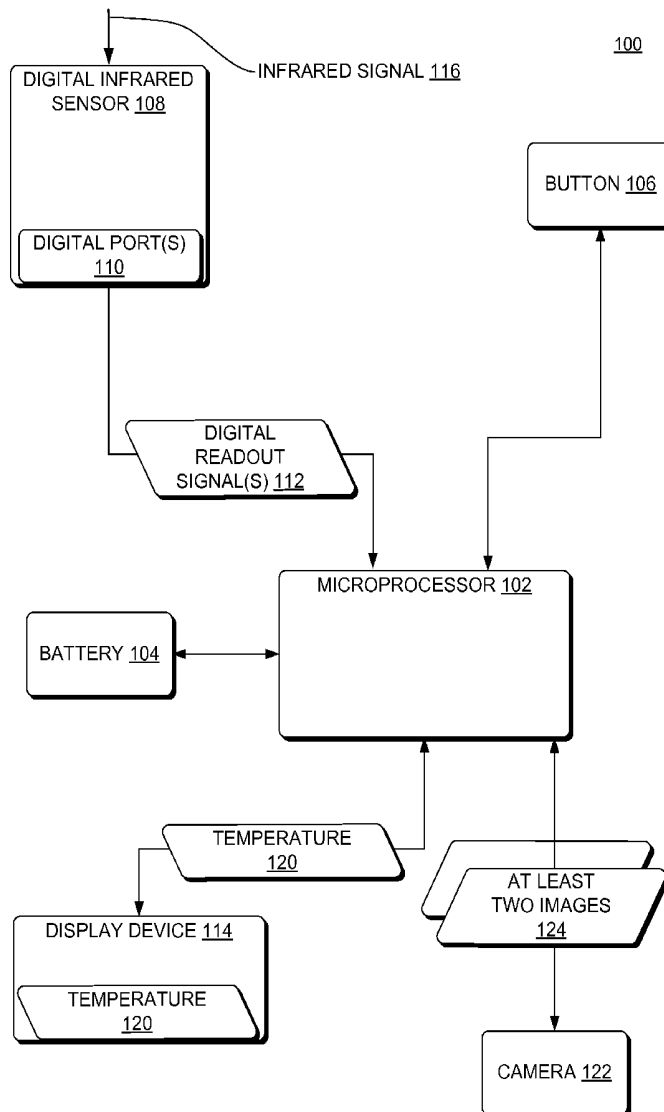 100
INFRARED SIGNAL 116
DIGITAL INFRARED
SENSOR 108
DIGITAL PORT(S)
110
BUTTON 106
DIGITAL
READOUT
SIGNAL(S) 112
MICROPROCESSOR 102
BATTERY 104
TEMPERATURE
120
AT LEAST
TWO IMAGES
124
DISPLAY DEVICE 114
TEMPERATURE
120
CAMERA 122